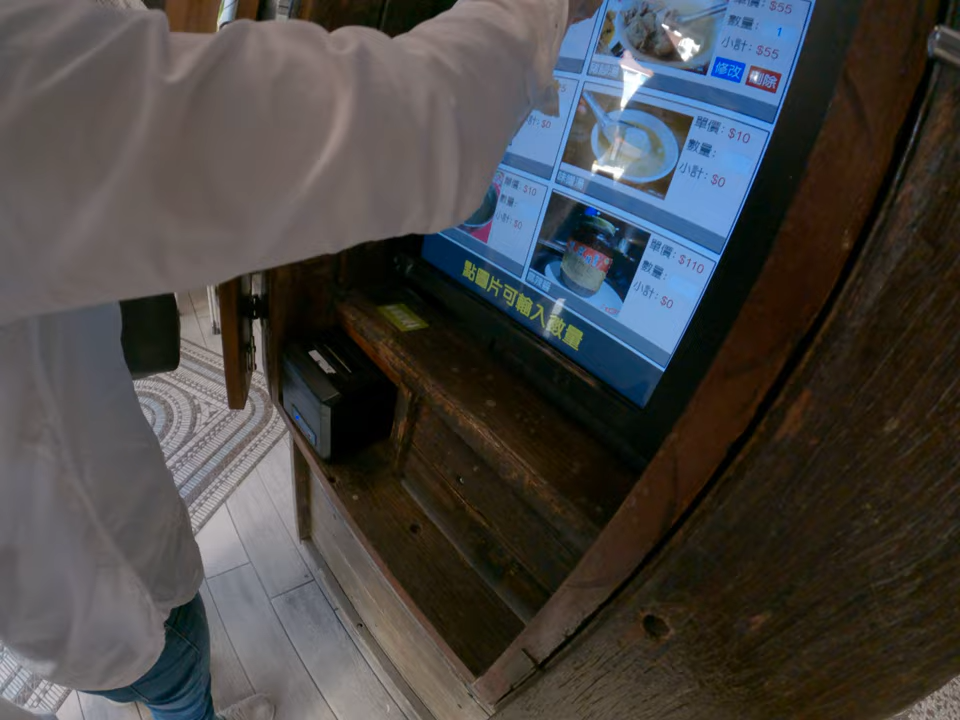 單價: $55
數量: 1
小計: $55
修改 刪除
計: $0
單價: $10
數量:
小計: $0
單價: $10
數量:
小計: $0
單價: $110
數量:
小計: $0
點圖片可輸入數量